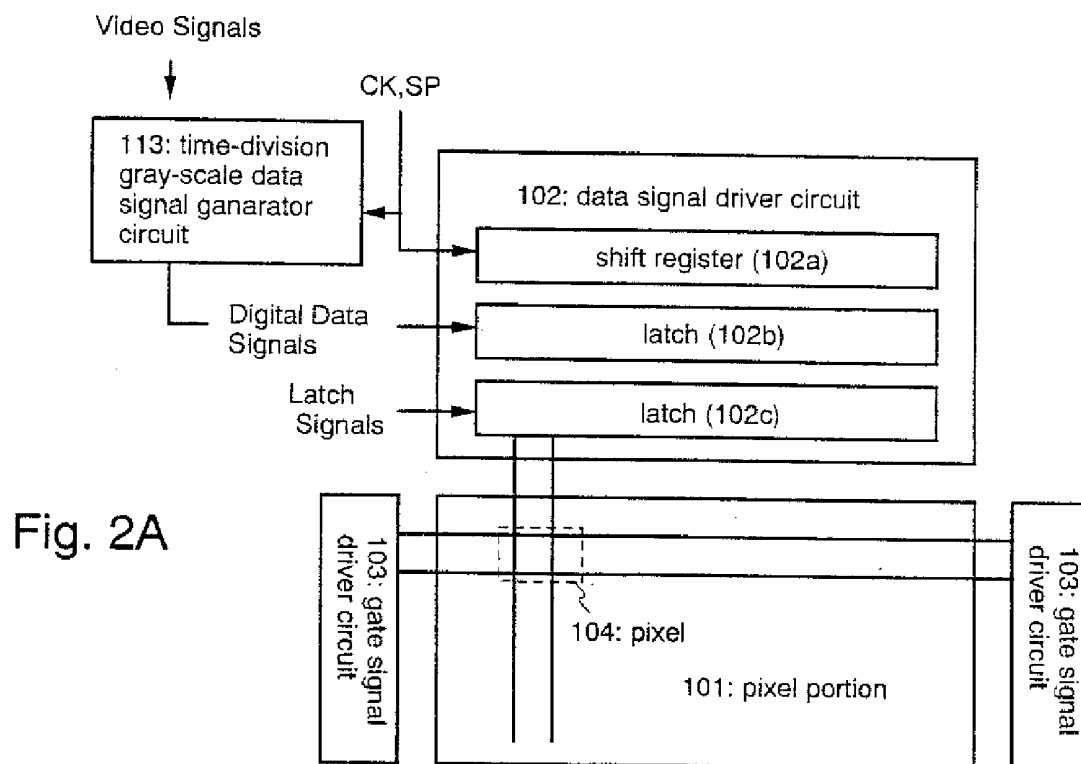 Video Signals
CK,SP
113: time-division
gray-scale data
signal ganarator
circuit
102: data signal driver circuit
shift register (102a)
Digital Data
Signals
latch (102b)
Latch
Signals
latch (102c)
Fig. 2A
103: gate signal
driver circuit
104: pixel
101: pixel portion
103: gate signal
driver circuit